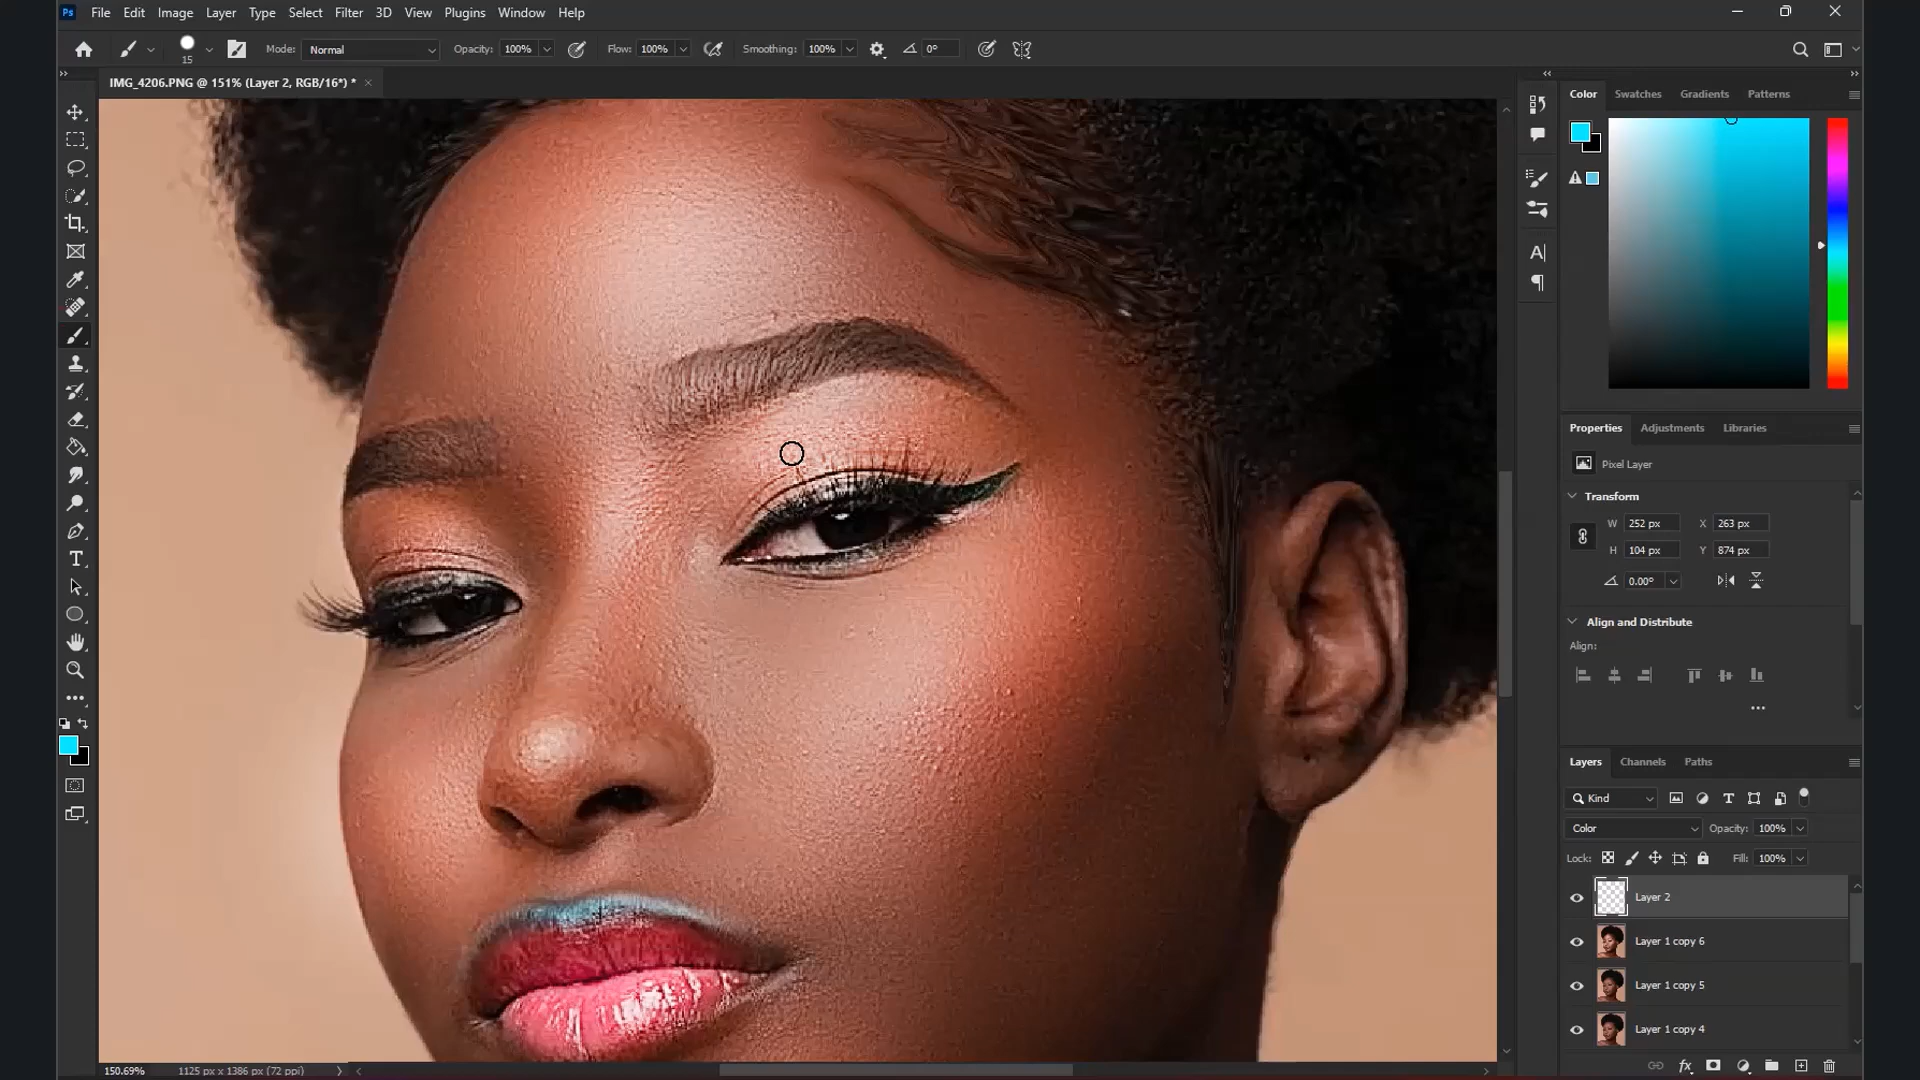 Ps File Edit Image Layer Type Select Filter 3D View Plugins Window Help
15 Mode: Normal Opacity: 100% Flow: 100% Smoothing: 100% 0°
IMG_4206.PNG @ 151% (Layer 2, RGB/16*) *
Color Swatches Gradients Patterns
Properties Adjustments Libraries
Pixel Layer
Transform
W 252 px X 263 px
H 104 px Y 874 px
0.00°
Align and Distribute
Align:
Layers Channels Paths
Kind
Color Opacity: 100%
Lock: Fill: 100%
Layer 2
Layer 1 copy 6
Layer 1 copy 5
Layer 1 copy 4
150.69% 1125 px x 1386 px (72 ppi)